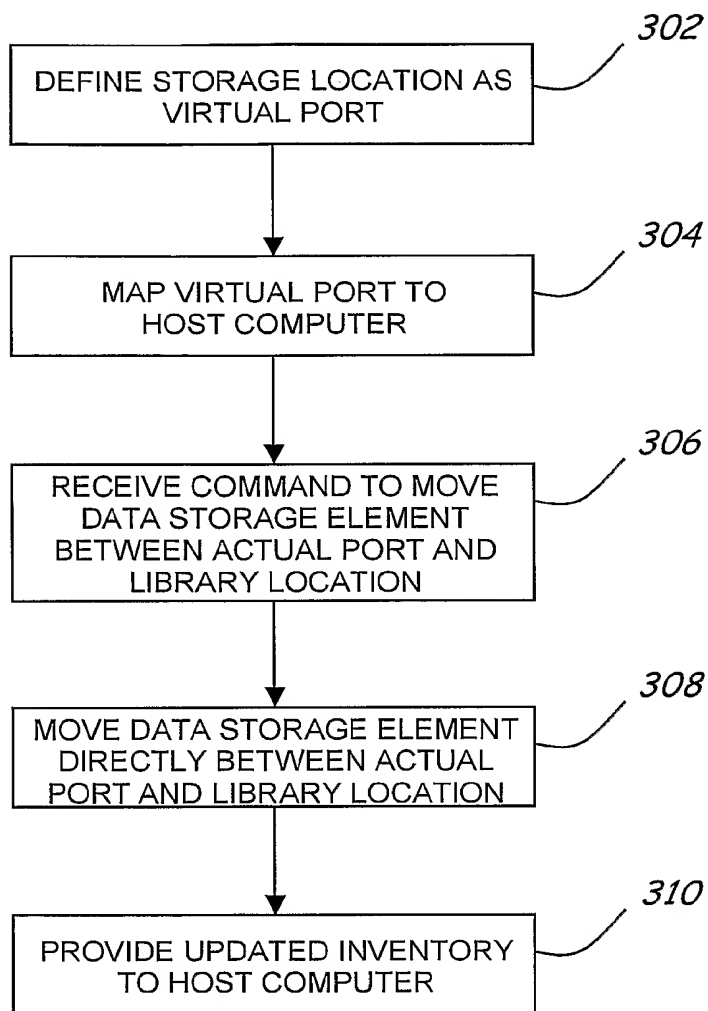 302
DEFINE STORAGE LOCATION AS
VIRTUAL PORT
304
MAP VIRTUAL PORT TO
HOST COMPUTER
306
RECEIVE COMMAND TO MOVE
DATA STORAGE ELEMENT
BETWEEN ACTUAL PORT AND
LIBRARY LOCATION
308
MOVE DATA STORAGE ELEMENT
DIRECTLY BETWEEN ACTUAL
PORT AND LIBRARY LOCATION
310
PROVIDE UPDATED INVENTORY
TO HOST COMPUTER